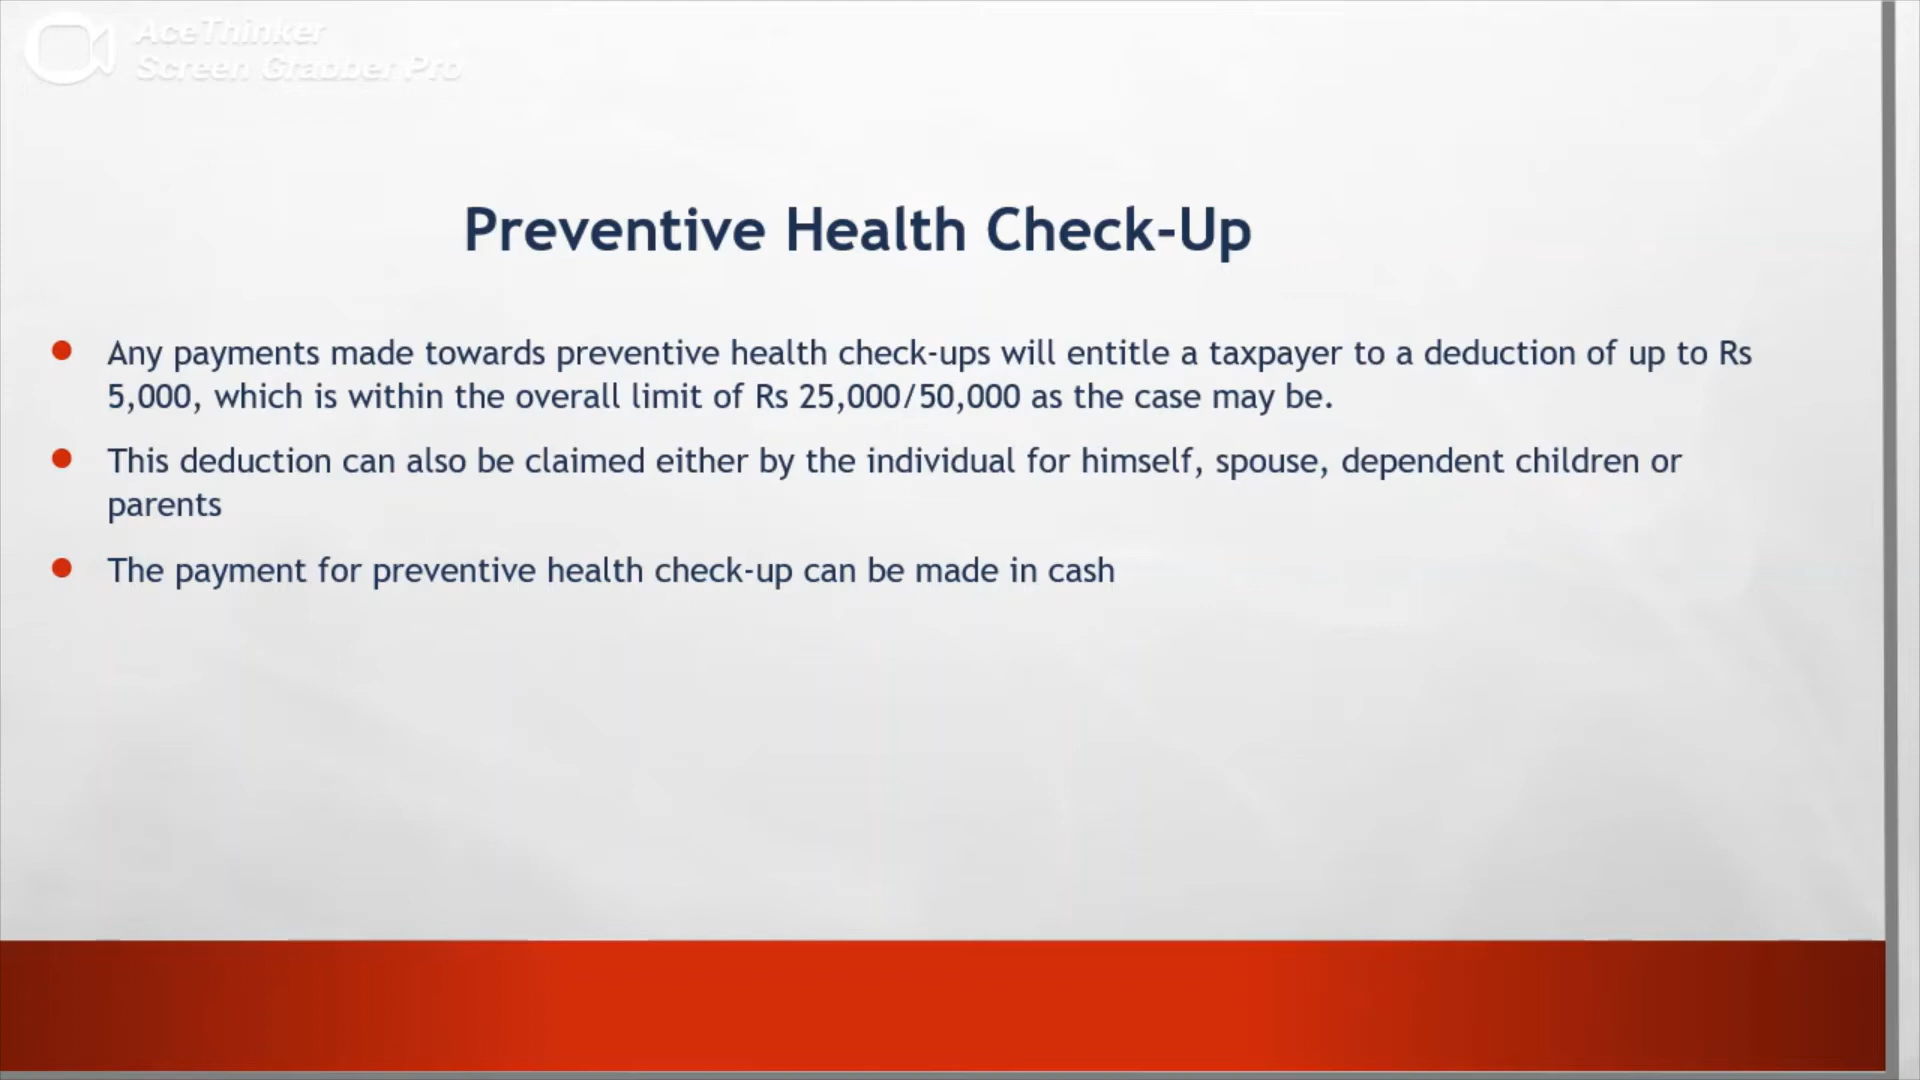 AceThinker
Screen Grabber Pro
Preventive Health Check-Up
Any payments made towards preventive health check-ups will entitle a taxpayer to a deduction of up to Rs
5,000, which is within the overall limit of Rs 25,000/50,000 as the case may be.
This deduction can also be claimed either by the individual for himself, spouse, dependent children or
parents
The payment for preventive health check-up can be made in cash